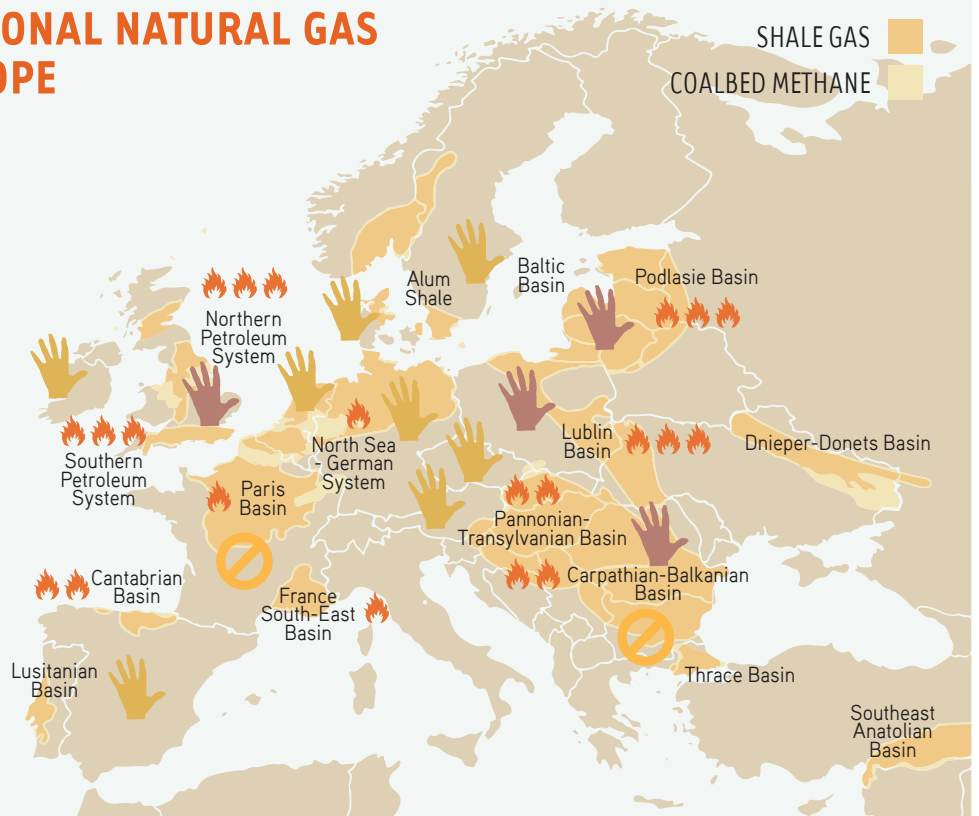 ONAL NATURAL GAS
OPE
SHALE GAS
COALBED METHANE
Alum
Shale
Baltic
Basin
Podlasie Basin
Northern
Petroleum
System
Southern
Petroleum
System
North Sea
- German
System
Lublin
Basin
Dnieper-Donets Basin
Paris
Basin
Pannonian-
Transylvanian Basin
Cantabrian
Basin
France
South-East
Basin
Carpathian-Balkanian
Basin
Lusitanian
Basin
Thrace Basin
Southeast
Anatolian
Basin